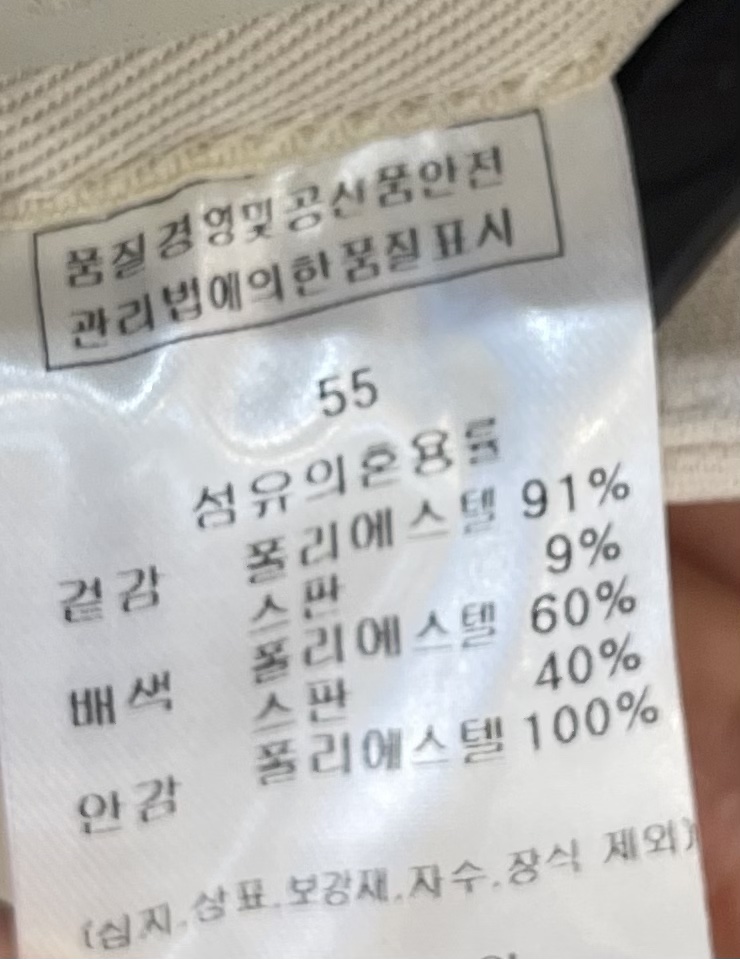 품질경영및공산품안전
관리법에의한품질표시
55
섬유의혼용률
겉감 폴리에스텔 91%
스판 9%
배색 폴리에스텔 60%
스판 40%
안감 폴리에스텔 100%
(심지.상표.보강재.자수.장식 제외)